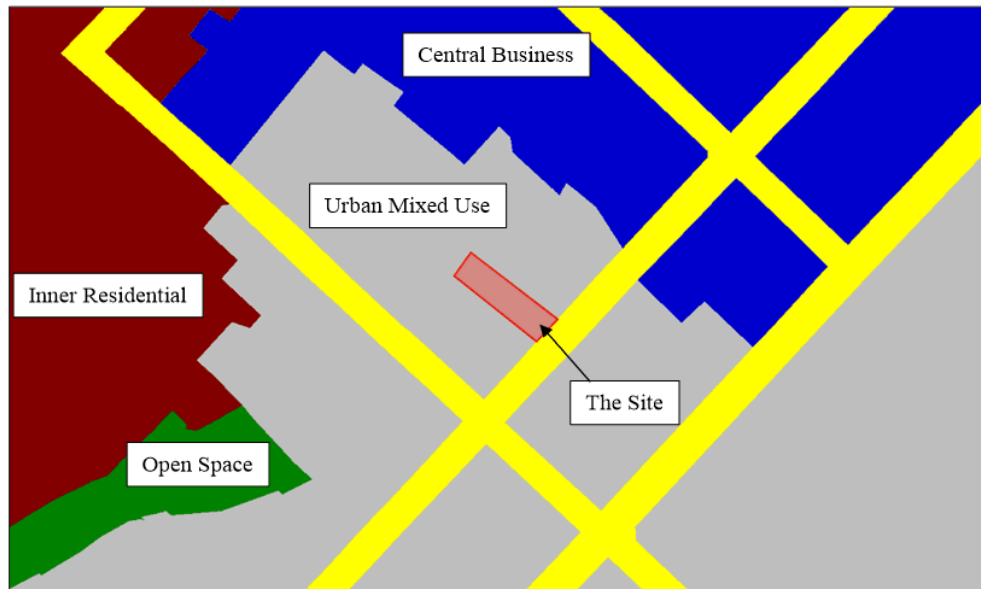 Central Business
Urban Mixed Use
Inner Residential
The Site
Open Space